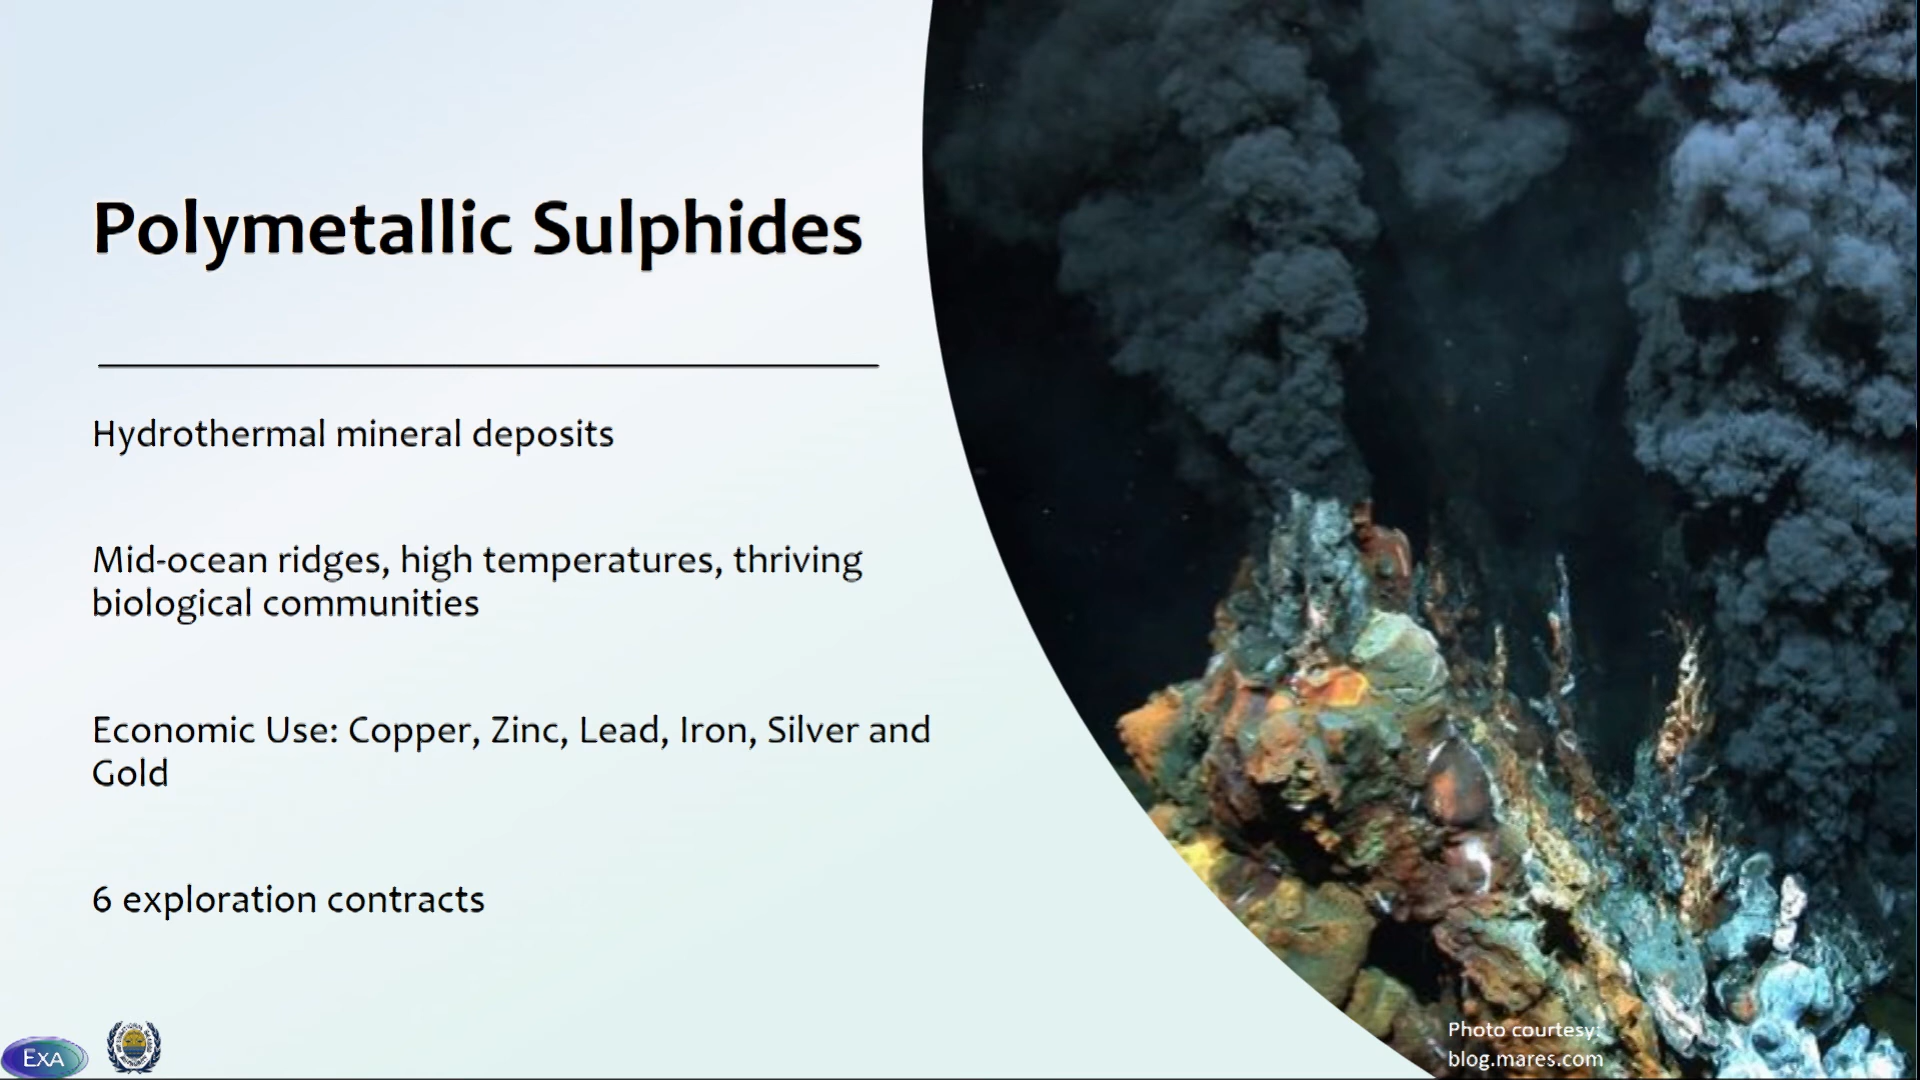 Polymetallic Sulphides
Hydrothermal mineral deposits
Mid-ocean ridges, high temperatures, thriving
biological communities
Economic Use: Copper, Zinc, Lead, Iron, Silver and
Gold
6 exploration contracts
EXA
Photo courtesy:
blog.mares.com